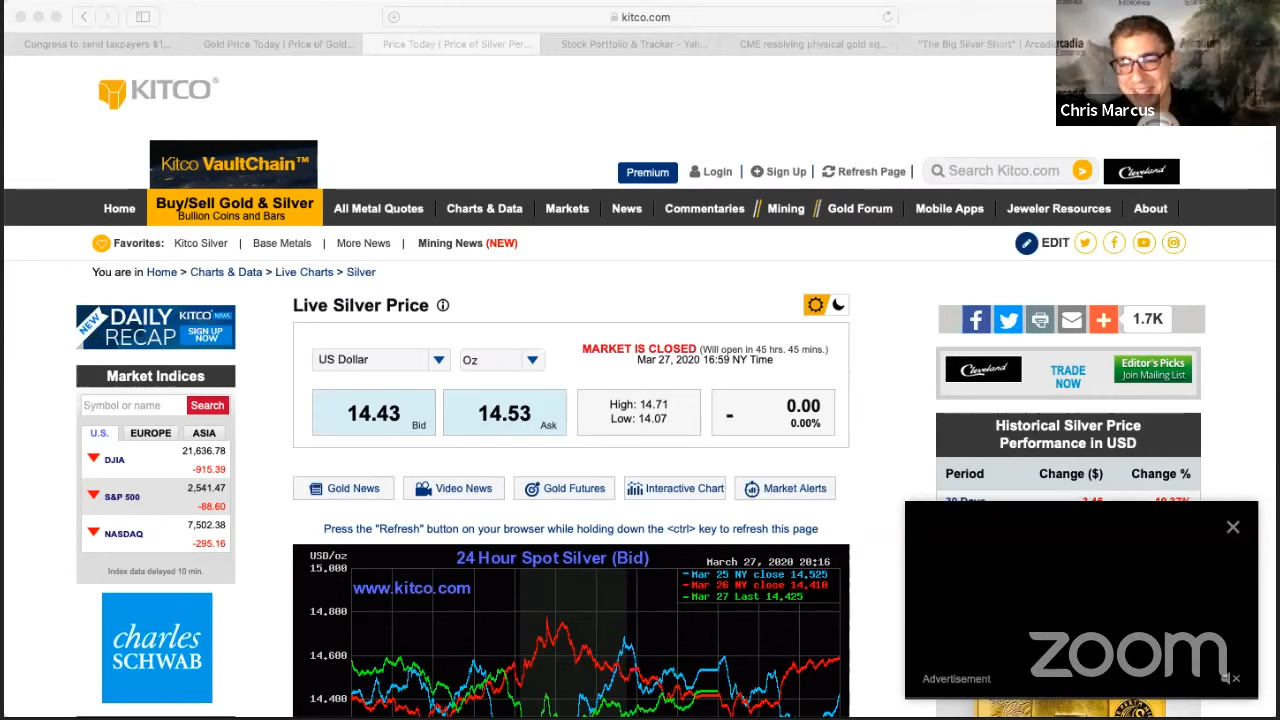 kitco.com
Congress to send taxpayers $1,...
Gold Price Today | Price of Gold...
Price Today | Price of Silver Per...
Stock Portfolio & Tracker - Yah...
CME resolving physical gold sq...
"The Big Silver Short" | Arcadia
Chris Marcus
KITCO®
Kitco VaultChain™
Premium
Login
Sign Up
Refresh Page
Search Kitco.com
Cleveland
Home
Buy/Sell Gold & Silver
Bullion Coins and Bars
All Metal Quotes
Charts & Data
Markets
News
Commentaries
Mining
Gold Forum
Mobile Apps
Jeweler Resources
About
Favorites:
Kitco Silver
Base Metals
More News
Mining News (NEW)
EDIT
You are in Home > Charts & Data > Live Charts > Silver
NEW
DAILY
RECAP
KITCO NEWS
SIGN UP
NOW
Market Indices
Symbol or name
Search
U.S.
EUROPE
ASIA
DJIA
21,636.78
-915.39
S&P 500
2,541.47
-88.60
NASDAQ
7,502.38
-295.16
Index data delayed 10 min.
charles
SCHWAB
Live Silver Price
US Dollar
Oz
MARKET IS CLOSED (Will open in 45 hrs. 45 mins.)
Mar 27, 2020 16:59 NY Time
14.43
Bid
14.53
Ask
High: 14.71
Low: 14.07
-
0.00
0.00%
Gold News
Video News
Gold Futures
Interactive Chart
Market Alerts
Press the "Refresh" button on your browser while holding down the <ctrl> key to refresh this page
USD/oz
24 Hour Spot Silver (Bid)
March 27, 2020 20:16
www.kitco.com
Mar 25 NY close 14.525
Mar 26 NY close 14.410
Mar 27 Last 14.425
15.000
14.800
14.600
14.400
1.7K
Cleveland
TRADE
NOW
Editor's Picks
Join Mailing List
Historical Silver Price
Performance in USD
Period
Change ($)
Change %
Advertisement
zoom